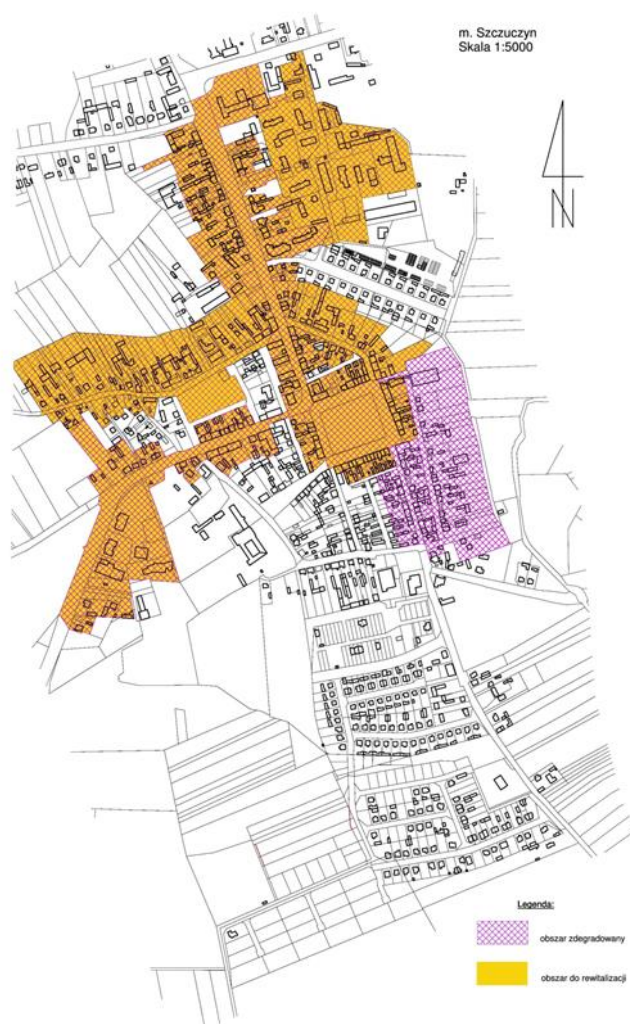 m. Szczuczyn
Skala 1:5000
N
Legenda:
obszar zdegradowany
obszar do rewitalizacji